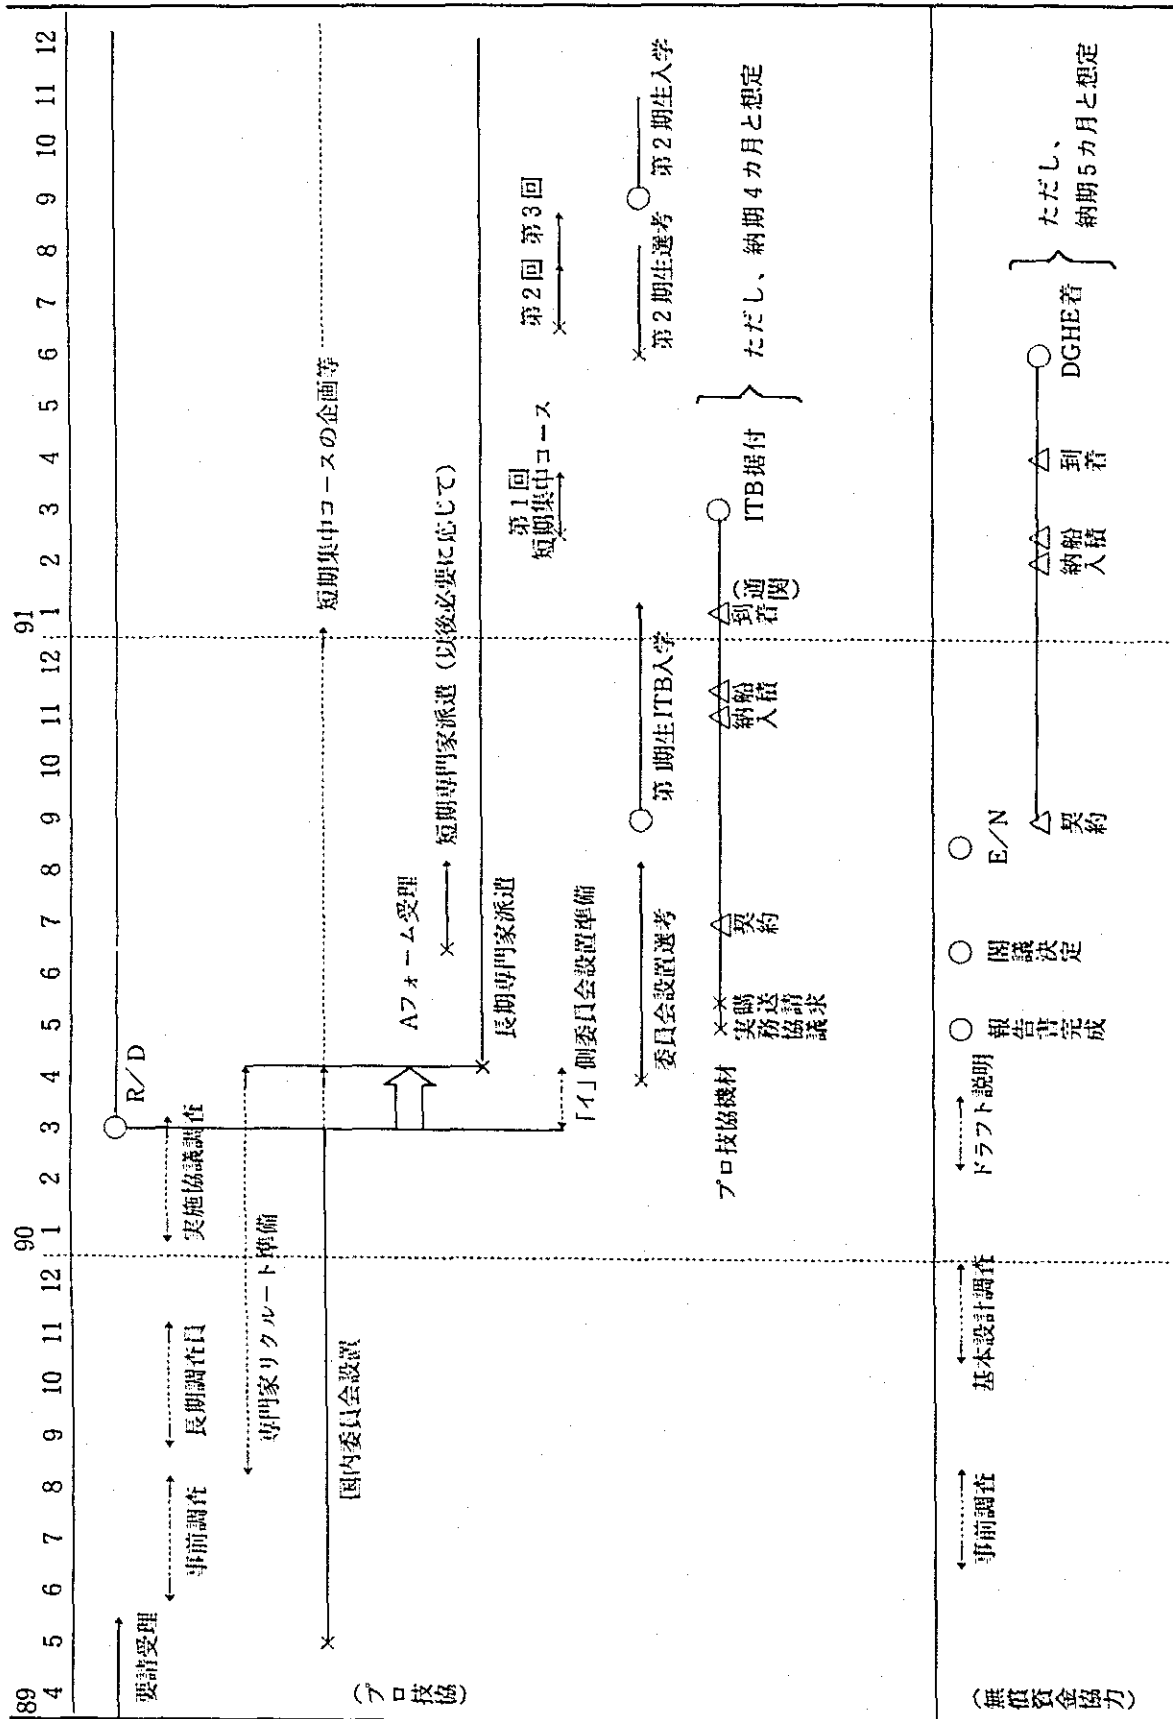 89 90 91
4 5 6 7 8 9 10 11 12 1 2 3 4 5 6 7 8 9 10 11 12 1 2 3 4 5 6 7 8 9 10 11 12
(プロ技協)
要請受理
R/D
事前調査
長期調査員
実施協議調査
専門家リクルート準備
国内委員会設置
短期集中コースの企画等
Aフォーム受理
短期専門家派遣(以後必要に応じて)
長期専門家派遣
「イ」側委員会設置準備
第1回
短期集中コース
第2回 第3回
委員会設置選考
第1期生ITB入学
第2期生選考
第2期生入学
プロ技協機材
実務協議
購送請求
契約
納入
船積
到着
(通関)
ITB据付
ただし、納期4カ月と想定
(無償資金協力)
事前調査
基本設計調査
ドラフト説明
報告書完成
閣議決定
E/N
契約
納入
船積
到着
DGHE着
ただし、
納期5カ月と想定